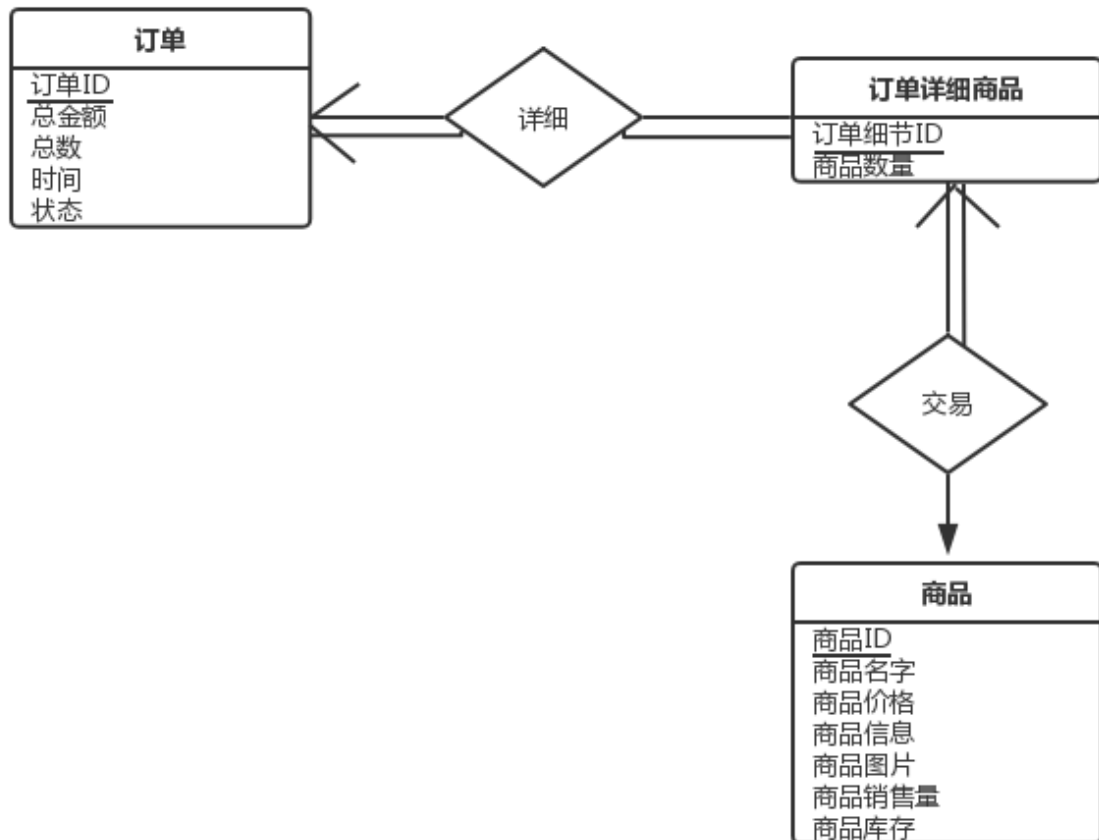 订单
订单ID
总金额
总数
时间
状态
详细
订单详细商品
订单细节ID
商品数量
交易
商品
商品ID
商品名字
商品价格
商品信息
商品图片
商品销售量
商品库存